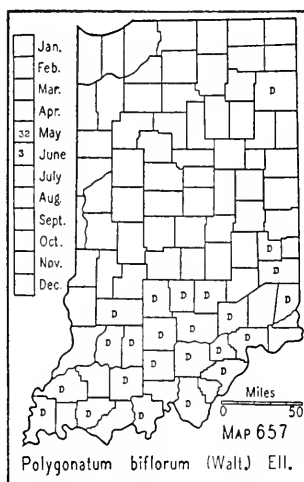 Jan.
Feb.
Mar.
D
Apr.
32 May
3 June
July
Aug.
Sept.
Oct.
D
Nov.
D
Dec.
D D D D
D D
D D
D D D D
D D
D D
D D
D
D D D D
Miles
0 50
MAP 657
Polygonatum biflorum (Walt.) Ell.